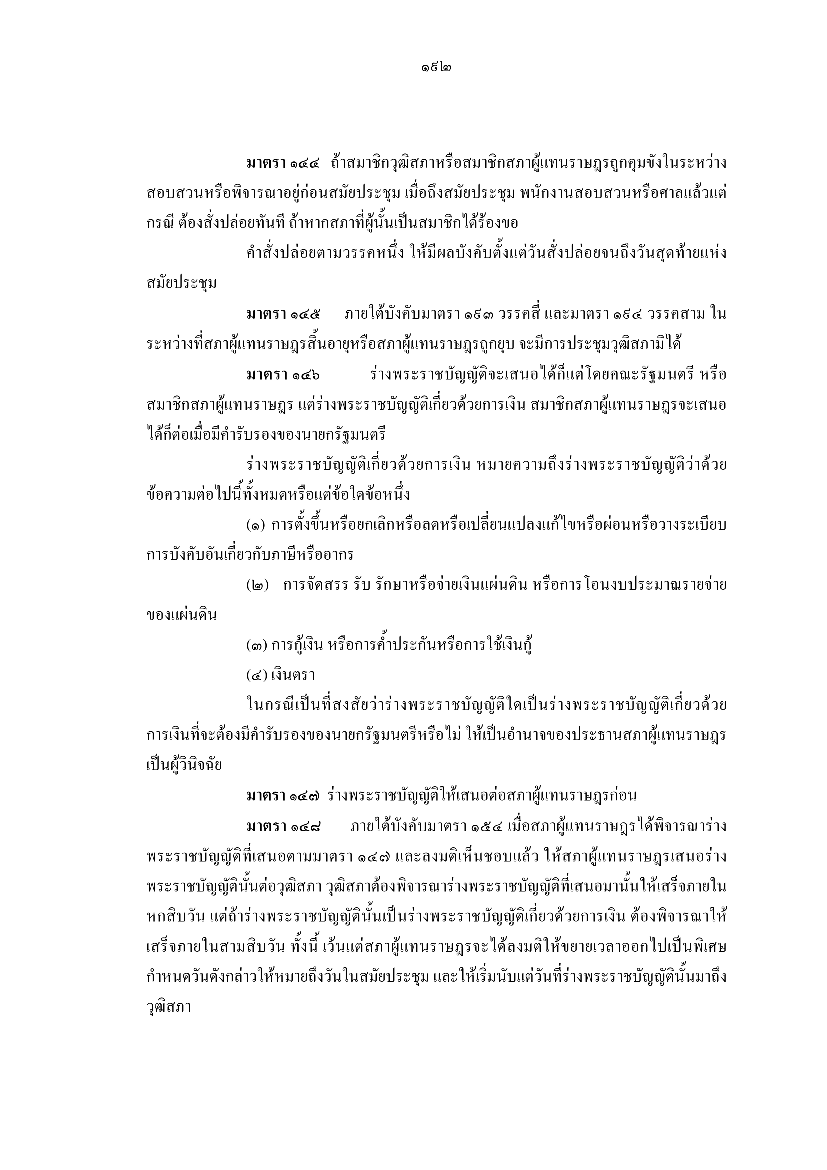 ๑๙๒
มาตรา ๑๔๔ ถ้าสมาชิกวุฒิสภาหรือสมาชิกสภาผู้แทนราษฎรถูกคุมขังในระหว่าง
สอบสวนหรือพิจารณาอยู่ก่อนสมัยประชุม เมื่อถึงสมัยประชุม พนักงานสอบสวนหรือศาลแล้วแต่
กรณี ต้องสั่งปล่อยทันที ถ้าหากสภาที่ผู้นั้นเป็นสมาชิกได้ร้องขอ
คำสั่งปล่อยตามวรรคหนึ่ง ให้มีผลบังคับตั้งแต่วันสั่งปล่อยจนถึงวันสุดท้ายแห่ง
สมัยประชุม
มาตรา ๑๔๕ ภายใต้บังคับมาตรา ๑๙๓ วรรคสี่ และมาตรา ๑๙๔ วรรคสาม ใน
ระหว่างที่สภาผู้แทนราษฎรสิ้นอายุหรือสภาผู้แทนราษฎรถูกยุบ จะมีการประชุมวุฒิสภามิได้
มาตรา ๑๔๖ ร่างพระราชบัญญัติจะเสนอได้ก็แต่โดยคณะรัฐมนตรี หรือ
สมาชิกสภาผู้แทนราษฎร แต่ร่างพระราชบัญญัติเกี่ยวด้วยการเงิน สมาชิกสภาผู้แทนราษฎรจะเสนอ
ได้ก็ต่อเมื่อมีคำรับรองของนายกรัฐมนตรี
ร่างพระราชบัญญัติเกี่ยวด้วยการเงิน หมายความถึงร่างพระราชบัญญัติว่าด้วย
ข้อความต่อไปนี้ทั้งหมดหรือแต่ข้อใดข้อหนึ่ง
(๑) การตั้งขึ้นหรือยกเลิกหรือลดหรือเปลี่ยนแปลงแก้ไขหรือผ่อนหรือวางระเบียบ
การบังคับอันเกี่ยวกับภาษีหรืออากร
(๒) การจัดสรร รับ รักษาหรือจ่ายเงินแผ่นดิน หรือการโอนงบประมาณรายจ่าย
ของแผ่นดิน
(๓) การกู้เงิน หรือการค้ำประกันหรือการใช้เงินกู้
(๔) เงินตรา
ในกรณีเป็นที่สงสัยว่าร่างพระราชบัญญัติใดเป็นร่างพระราชบัญญัติเกี่ยวด้วย
การเงินที่จะต้องมีคำรับรองของนายกรัฐมนตรีหรือไม่ ให้เป็นอำนาจของประธานสภาผู้แทนราษฎร
เป็นผู้วินิจฉัย
มาตรา ๑๔๗ ร่างพระราชบัญญัติให้เสนอต่อสภาผู้แทนราษฎรก่อน
มาตรา ๑๔๘ ภายใต้บังคับมาตรา ๑๕๔ เมื่อสภาผู้แทนราษฎรได้พิจารณาร่าง
พระราชบัญญัติที่เสนอตามมาตรา ๑๔๗ และลงมติเห็นชอบแล้ว ให้สภาผู้แทนราษฎรเสนอร่าง
พระราชบัญญัตินั้นต่อวุฒิสภา วุฒิสภาต้องพิจารณาร่างพระราชบัญญัติที่เสนอมานั้นให้เสร็จภายใน
หกสิบวัน แต่ถ้าร่างพระราชบัญญัตินั้นเป็นร่างพระราชบัญญัติเกี่ยวด้วยการเงิน ต้องพิจารณาให้
เสร็จภายในสามสิบวัน ทั้งนี้ เว้นแต่สภาผู้แทนราษฎรจะได้ลงมติให้ขยายเวลาออกไปเป็นพิเศษ
กำหนดวันดังกล่าวให้หมายถึงวันในสมัยประชุม และให้เริ่มนับแต่วันที่ร่างพระราชบัญญัตินั้นมาถึง
วุฒิสภา